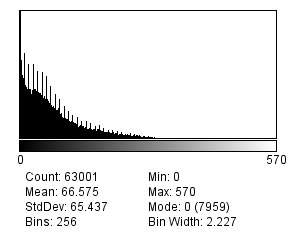 0 570
Count: 63001 Min: 0
Mean: 66.575 Max: 570
StdDev: 65.437 Mode: 0 (7959)
Bins: 256 Bin Width: 2.227